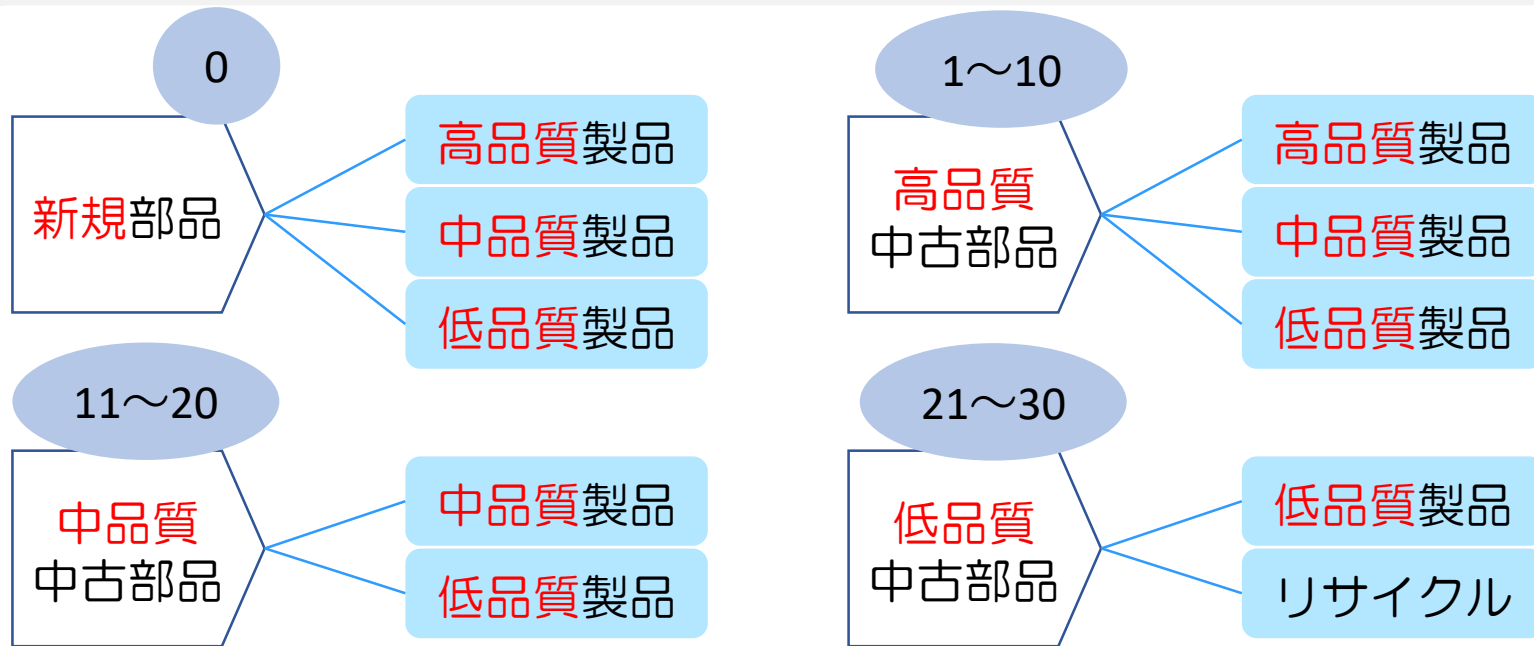 0
新規部品
高品質製品
中品質製品
低品質製品
1～10
高品質
中古部品
高品質製品
中品質製品
低品質製品
11～20
中品質
中古部品
中品質製品
低品質製品
21～30
低品質
中古部品
低品質製品
リサイクル